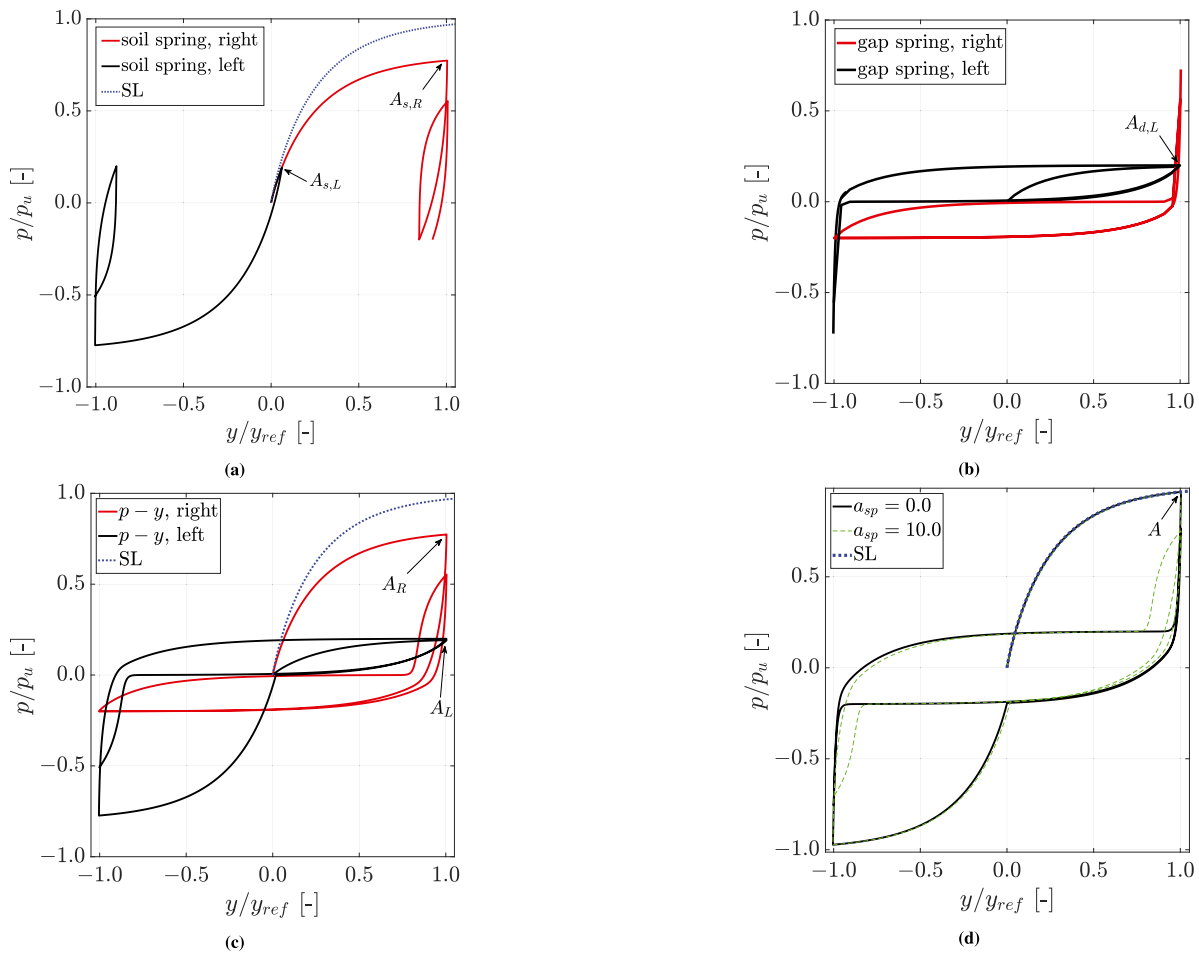 1.0
0.5
0.0
−0.5
−1.0
p/p_u [-]
soil spring, right
soil spring, left
SL
A_{s,R}
A_{s,L}
−1.0 −0.5 0.0 0.5 1.0
y/y_{ref} [-]
(a)
1.0
0.5
0.0
−0.5
−1.0
p/p_u [-]
gap spring, right
gap spring, left
A_{d,L}
−1.0 −0.5 0.0 0.5 1.0
y/y_{ref} [-]
(b)
1.0
0.5
0.0
−0.5
−1.0
p/p_u [-]
p − y, right
p − y, left
SL
A_R
A_L
−1.0 −0.5 0.0 0.5 1.0
y/y_{ref} [-]
(c)
0.5
0.0
−0.5
−1.0
p/p_u [-]
a_{sp} = 0.0
a_{sp} = 10.0
SL
A
−1.0 −0.5 0.0 0.5 1.0
y/y_{ref} [-]
(d)